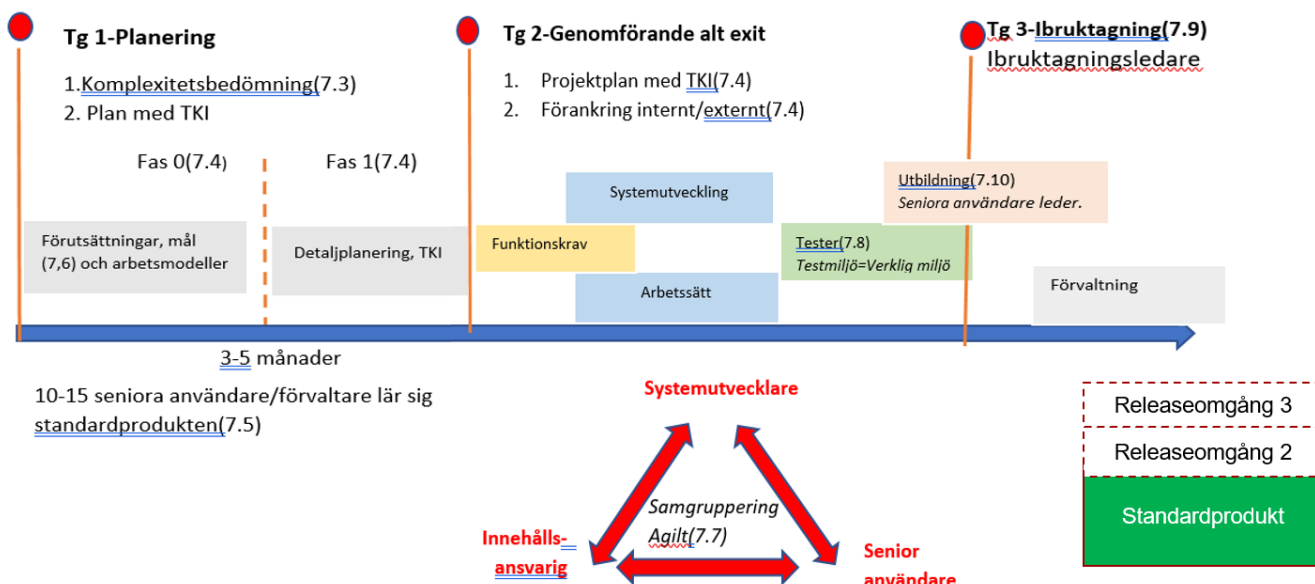 Tg 1-Planering
1.Komplexitetsbedömning(7.3)
2. Plan med TKI
Fas 0(7.4)
Fas 1(7.4)
Förutsättningar, mål
(7,6) och arbetsmodeller
Detaljplanering, TKI
Tg 2-Genomförande alt exit
1. Projektplan med TKI(7.4)
2. Förankring internt/externt(7.4)
Systemutveckling
Funktionskrav
Arbetssätt
Tester(7.8)
Testmiljö=Verklig miljö
Utbildning(7.10)
Seniora användare leder.
Tg 3-Ibruktagning(7.9)
Ibruktagningsledare
Förvaltning
3-5 månader
10-15 seniora användare/förvaltare lär sig
standardprodukten(7.5)
Systemutvecklare
Samgruppering
Agilt(7.7)
Innehålls-
ansvarig
Senior
användare
Releaseomgång 3
Releaseomgång 2
Standardprodukt